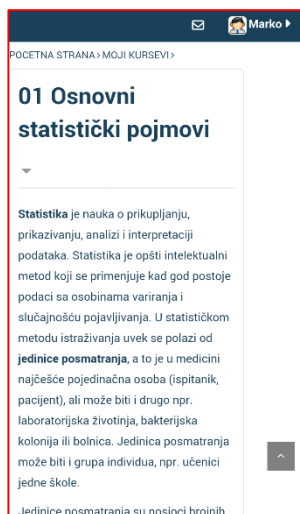 Marko
POCETNA STRANA › MOJI KURSEVI ›
01 Osnovni
statistički pojmovi
Statistika je nauka o prikupljanju,
prikazivanju, analizi i interpretaciji
podataka. Statistika je opšti intelektualni
metod koji se primenjuje kad god postoje
podaci sa osobinama variranja i
slučajnošću pojavljivanja. U statističkom
metodu istraživanja uvek se polazi od
jedinice posmatranja, a to je u medicini
najčešće pojedinačna osoba (ispitanik,
pacijent), ali može biti i drugo npr.
laboratorijska životinja, bakterijska
kolonija ili bolnica. Jedinica posmatranja
može biti i grupa individua, npr. učenici
jedne škole.
Jedinice posmatranja su nosioci brojnih